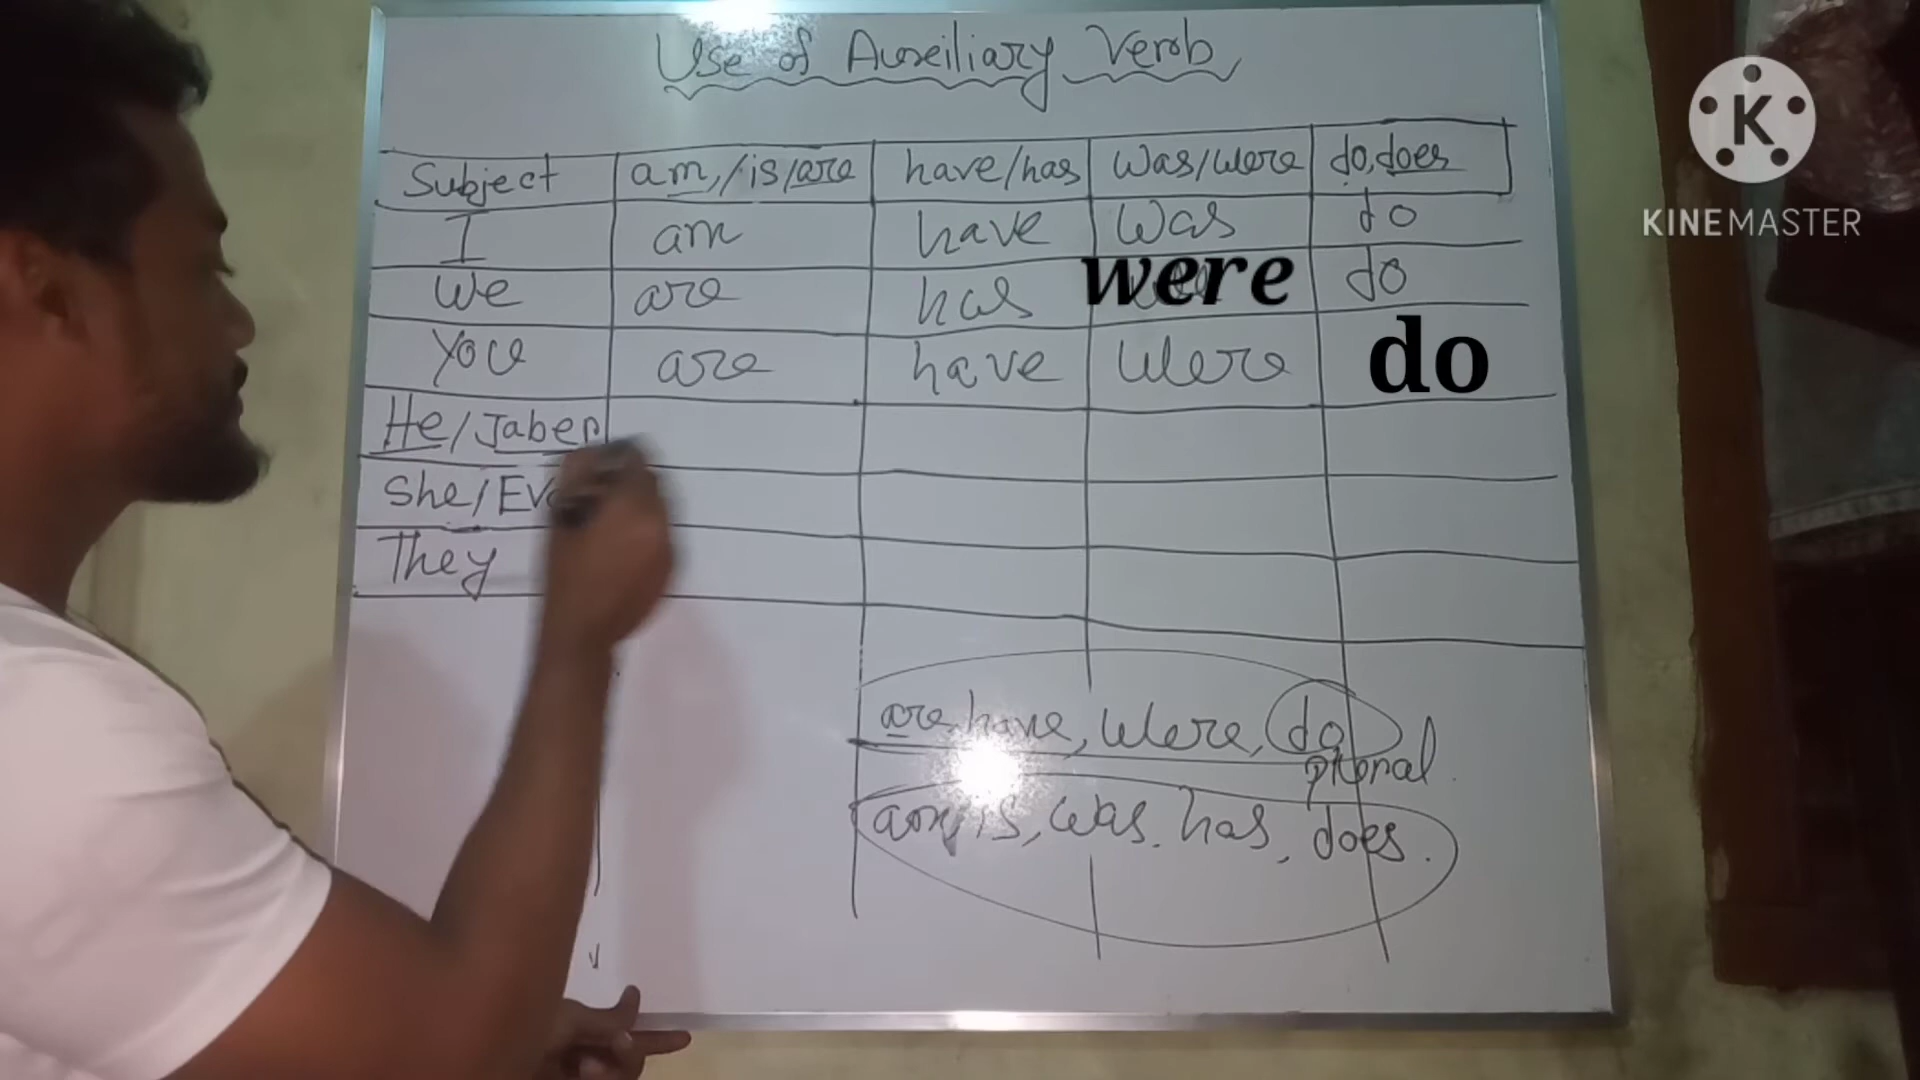 Use of Auxeiliary Verb
Subject am,/is/are have/has was/were do,does
I am have was do
We are has were do
You are have were do
He/Jaber
She/Eva
They
are, have, were, do
optional
am, is, was, has, does.
K
KINEMASTER